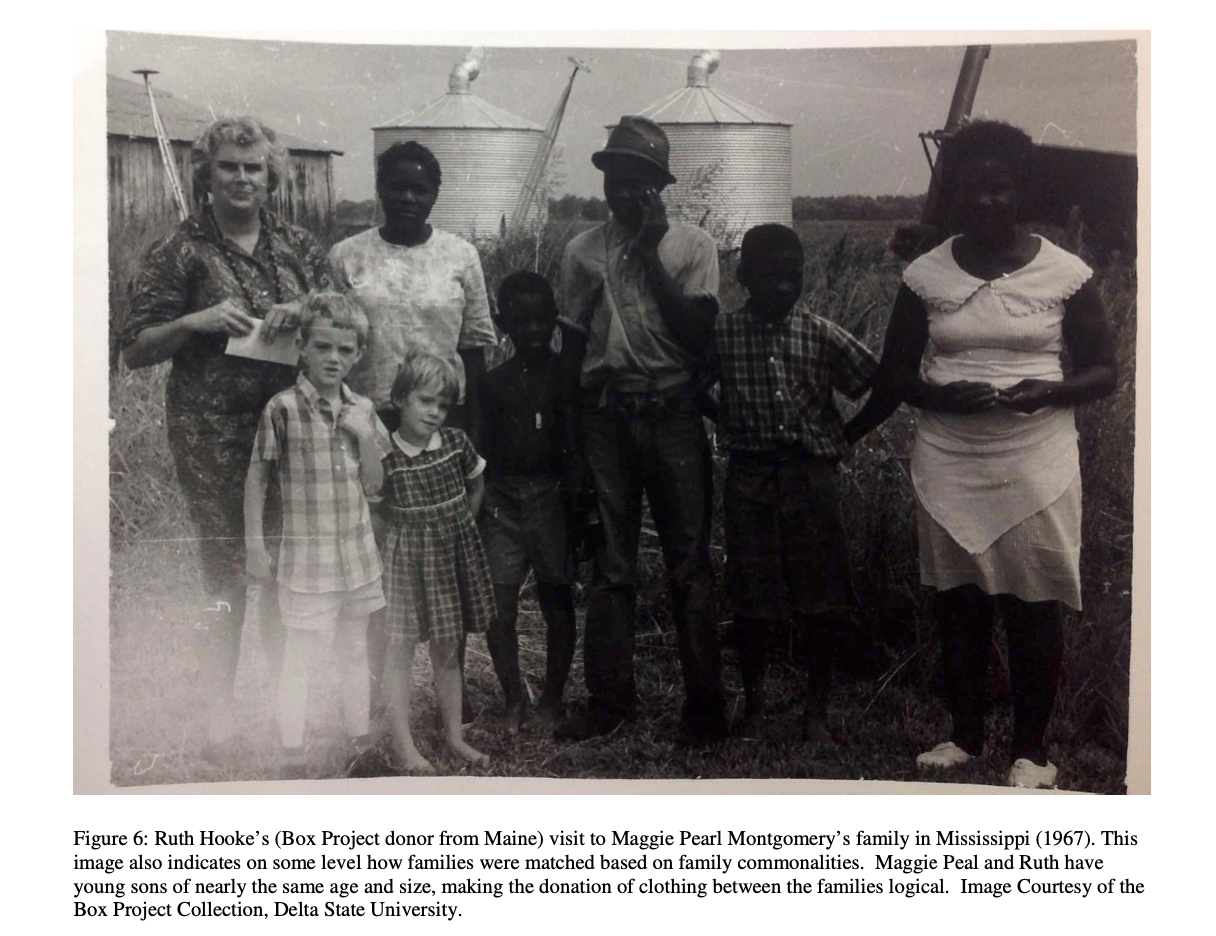 Figure 6: Ruth Hooke’s (Box Project donor from Maine) visit to Maggie Pearl Montgomery’s family in Mississippi (1967). This
image also indicates on some level how families were matched based on family commonalities.  Maggie Peal and Ruth have
young sons of nearly the same age and size, making the donation of clothing between the families logical.  Image Courtesy of the
Box Project Collection, Delta State University.